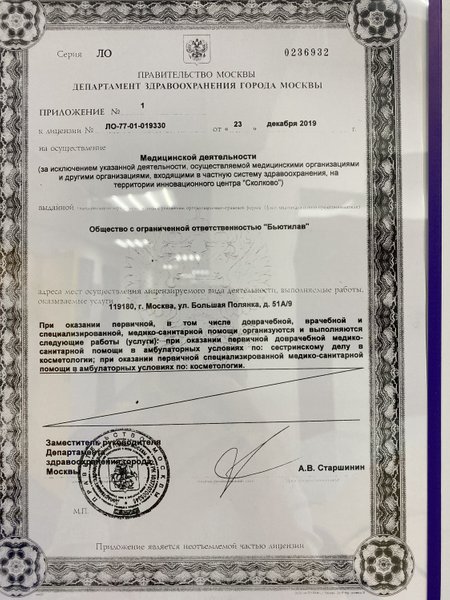 Серия ЛО 0236932
ПРАВИТЕЛЬСТВО МОСКВЫ
ДЕПАРТАМЕНТ ЗДРАВООХРАНЕНИЯ ГОРОДА МОСКВЫ
ПРИЛОЖЕНИЕ № 1
к лицензии № ЛО-77-01-019330 от « 23 » декабря 2019
на осуществление
Медицинской деятельности
(за исключением указанной деятельности, осуществляемой медицинскими организациями
и другими организациями, входящими в частную систему здравоохранения, на
территории инновационного центра "Сколково")
выданной
Общество с ограниченной ответственностью "Бьютилав"
адреса мест осуществления лицензируемого вида деятельности, выполняемые работы,
оказываемые услуги
119180, г. Москва, ул. Большая Полянка, д. 51А/9
При оказании первичной, в том числе доврачебной, врачебной и
специализированной, медико-санитарной помощи организуются и выполняются
следующие работы (услуги): при оказании первичной доврачебной медико-
санитарной помощи в амбулаторных условиях по: сестринскому делу в
косметологии; при оказании первичной специализированной медико-санитарной
помощи в амбулаторных условиях по: косметологии.
Заместитель руководителя
Департамента
здравоохранения города
Москвы
А.В. Старшинин
М.П.
Приложение является неотъемлемой частью лицензии